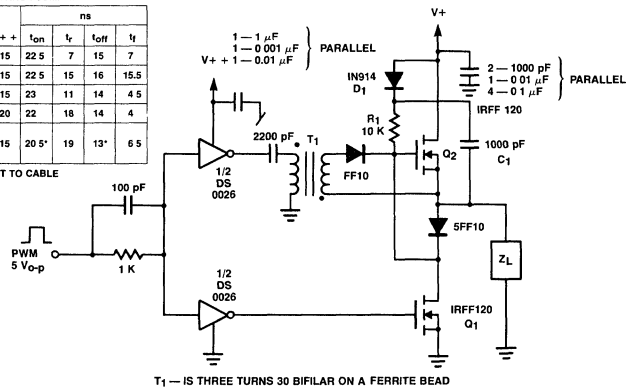 ns
+ +	ton	tr	toff	tf
15	22 5	7	15	7
15	22 5	15	16	15.5
15	23	11	14	4 5
20	22	18	14	4
15	20 5*	19	13*	6 5
T TO CABLE
1 — 1 µF
1 — 0 001 µF
V+ + 1 — 0.01 µF
PARALLEL
V+
IN914
D1
2 — 1000 pF
1 — 0 01 µF
4 — 0 1 µF
PARALLEL
IRFF 120
R1
10 K
2200 pF
T1
FF10
Q2
1000 pF
C1
1/2
DS
0026
100 pF
5FF10
PWM
5 Vo-p
1 K
ZL
1/2
DS
0026
IRFF120
Q1
T1 — IS THREE TURNS 30 BIFILAR ON A FERRITE BEAD